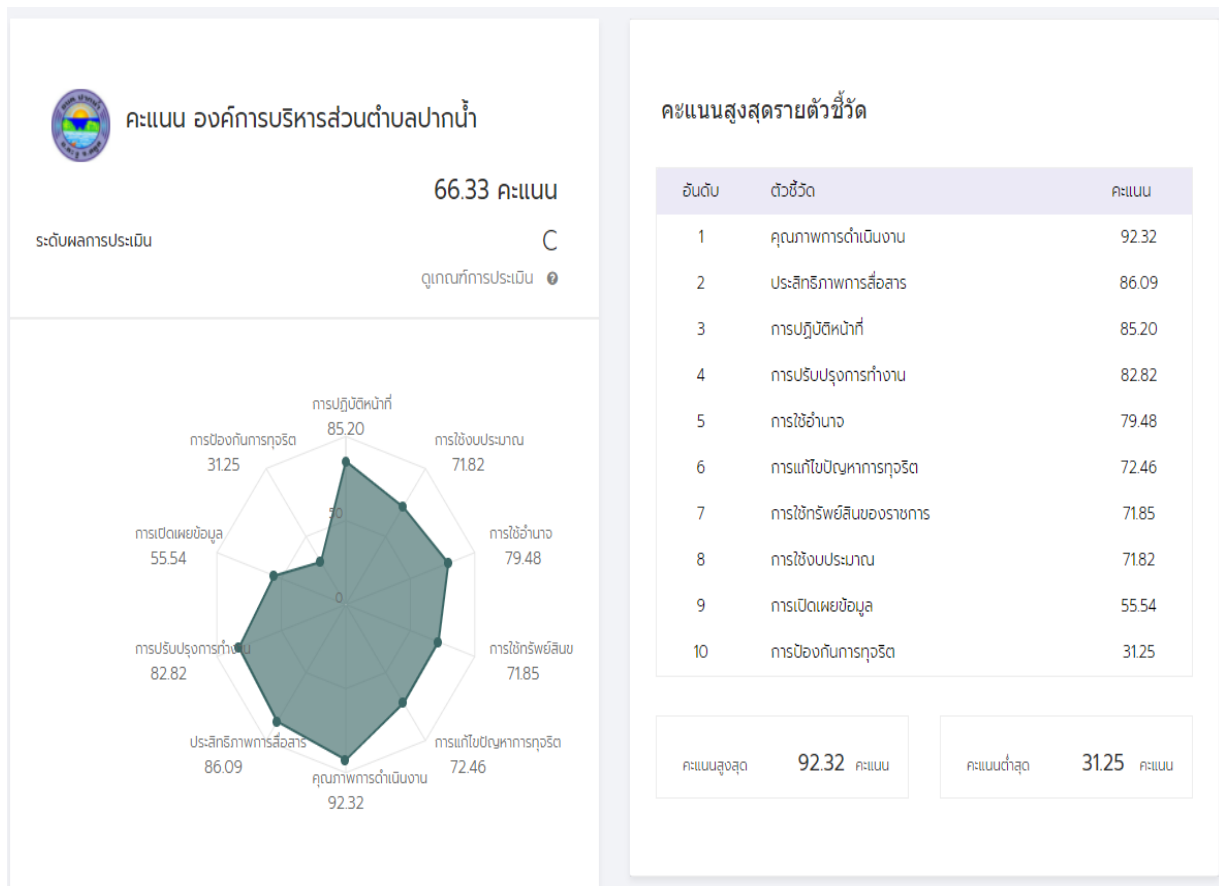 คะแนน องค์การบริหารส่วนตำบลปากน้ำ
66.33 คะแนน
ระดับผลการประเมิน C
ดูเกณฑ์การประเมิน
การปฏิบัติหน้าที่
85.20
การใช้งบประมาณ
71.82
การใช้อำนาจ
79.48
การใช้ทรัพย์สินข
71.85
การแก้ไขปัญหาการทุจริต
72.46
คุณภาพการดำเนินงาน
92.32
ประสิทธิภาพการสื่อสาร
86.09
การปรับปรุงการทำงาน
82.82
การเปิดเผยข้อมูล
55.54
การป้องกันการทุจริต
31.25
50
0
คะแนนสูงสุดรายตัวชี้วัด
อันดับ ตัวชี้วัด คะแนน
1 คุณภาพการดำเนินงาน 92.32
2 ประสิทธิภาพการสื่อสาร 86.09
3 การปฏิบัติหน้าที่ 85.20
4 การปรับปรุงการทำงาน 82.82
5 การใช้อำนาจ 79.48
6 การแก้ไขปัญหาการทุจริต 72.46
7 การใช้ทรัพย์สินของราชการ 71.85
8 การใช้งบประมาณ 71.82
9 การเปิดเผยข้อมูล 55.54
10 การป้องกันการทุจริต 31.25
คะแนนสูงสุด 92.32 คะแนน
คะแนนต่ำสุด 31.25 คะแนน